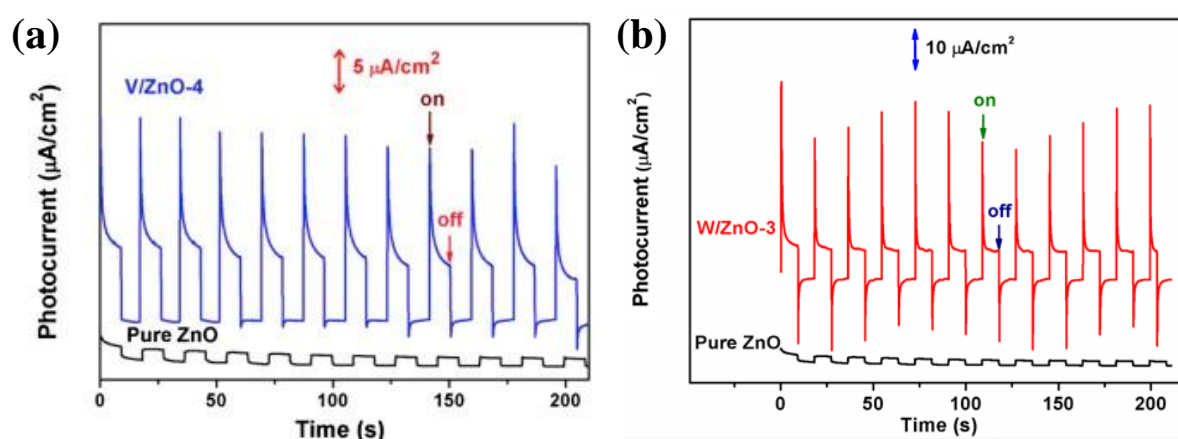 (a)
5 μA/cm²
V/ZnO-4
on
off
Pure ZnO
Photocurrent (μA/cm²)
0 50 100 150 200
Time (s)
(b)
10 μA/cm²
on
off
W/ZnO-3
Pure ZnO
Photocurrent (μA/cm²)
-50 0 50 100 150 200
Time (s)